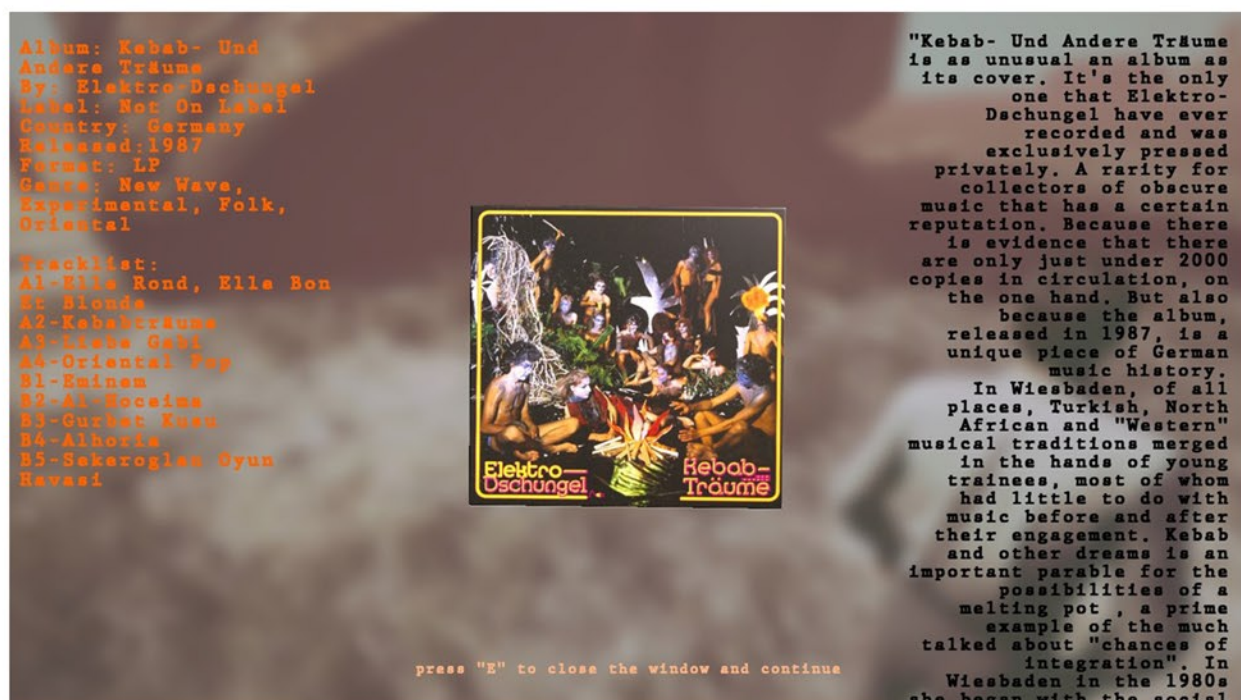 Album: Kebab- Und
Andere Träume
By: Elektro-Dschungel
Label: Not On Label
Country: Germany
Released:1987
Format: LP
Genre: New Wave,
Experimental, Folk,
Oriental
Tracklist:
A1-Elle Rond, Elle Bon
Et Blonde
A2-Kebabträume
A3-Liebe Gabi
A4-Oriental Pop
B1-Eminem
B2-Al-Hoceima
B3-Gurbet Kusu
B4-Alhoria
B5-Sekeroglan Oyun
Havasi
Elektro-
Dschungel
Kebab-
Träume
press "E" to close the window and continue
"Kebab- Und Andere Träume
is as unusual an album as
its cover. It's the only
one that Elektro-
Dschungel have ever
recorded and was
exclusively pressed
privately. A rarity for
collectors of obscure
music that has a certain
reputation. Because there
is evidence that there
are only just under 2000
copies in circulation, on
the one hand. But also
because the album,
released in 1987, is a
unique piece of German
music history.
In Wiesbaden, of all
places, Turkish, North
African and "Western"
musical traditions merged
in the hands of young
trainees, most of whom
had little to do with
music before and after
their engagement. Kebab
and other dreams is an
important parable for the
possibilities of a
melting pot , a prime
example of the much
talked about "chances of
integration". In
Wiesbaden in the 1980s